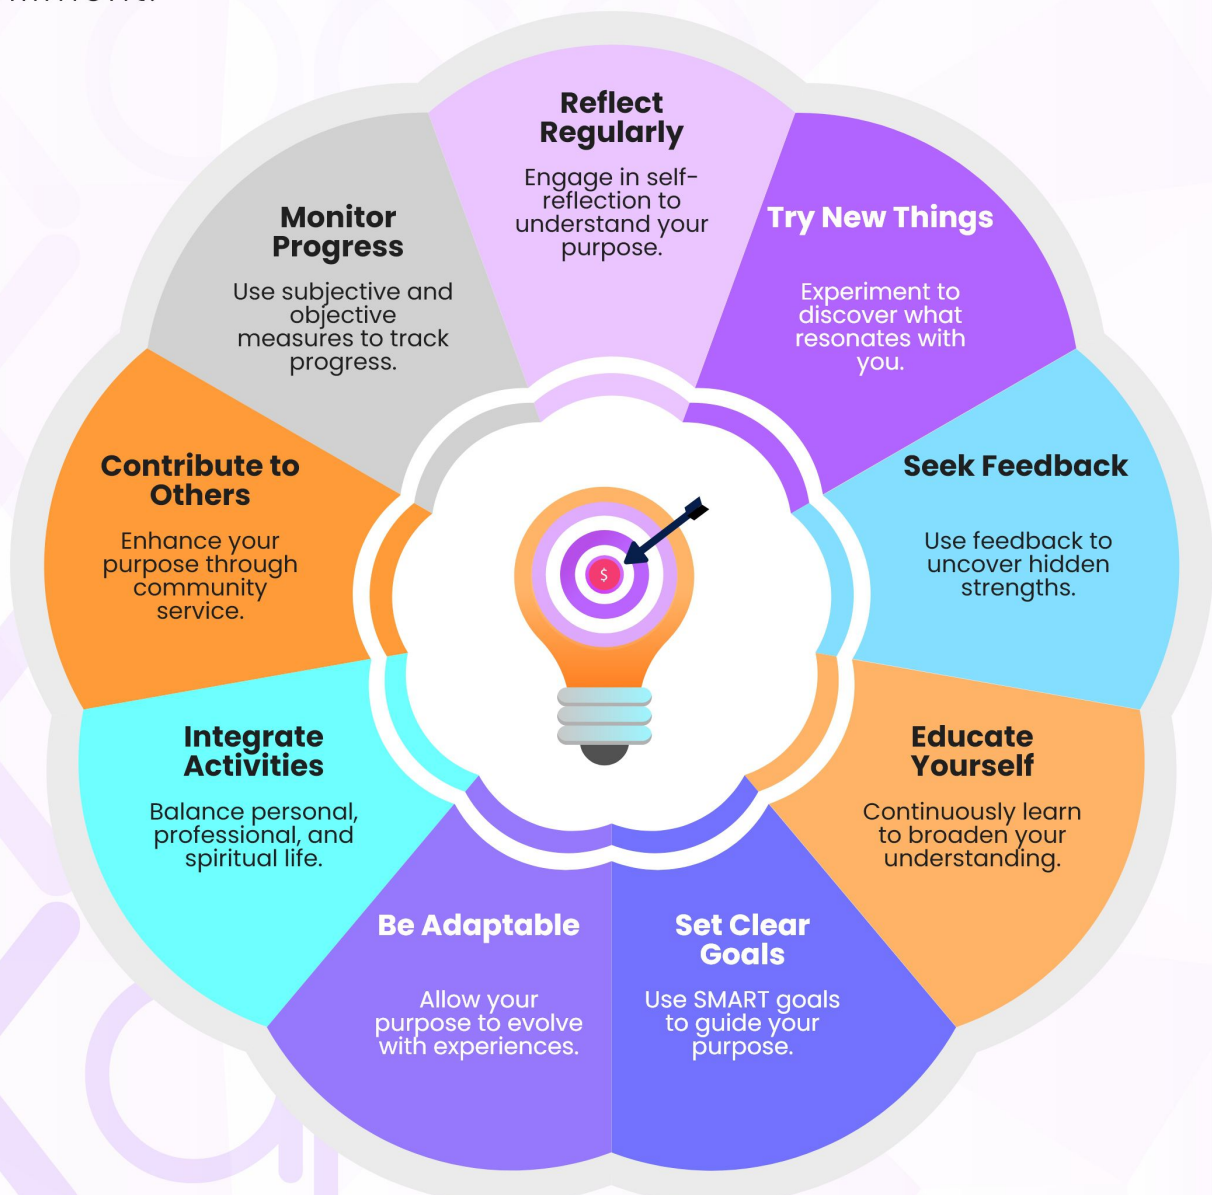 Reflect
Regularly
Engage in self-
reflection to
understand your
purpose.
Try New Things
Experiment to
discover what
resonates with
you.
Seek Feedback
Use feedback to
uncover hidden
strengths.
Educate
Yourself
Continuously learn
to broaden your
understanding.
Set Clear
Goals
Use SMART goals
to guide your
purpose.
Be Adaptable
Allow your
purpose to evolve
with experiences.
Integrate
Activities
Balance personal,
professional, and
spiritual life.
Contribute to
Others
Enhance your
purpose through
community
service.
Monitor
Progress
Use subjective and
objective
measures to track
progress.
$